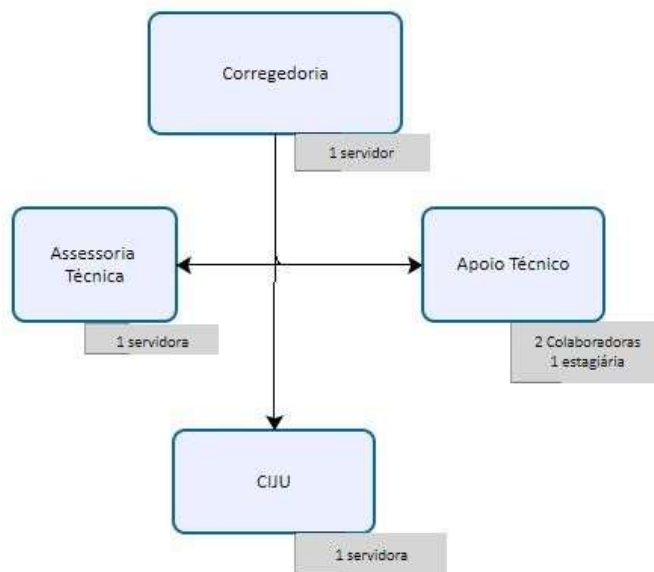 Corregedoria
1 servidor
Assessoria
Técnica
1 servidora
Apoio Técnico
2 Colaboradoras
1 estagiária
CIJU
1 servidora